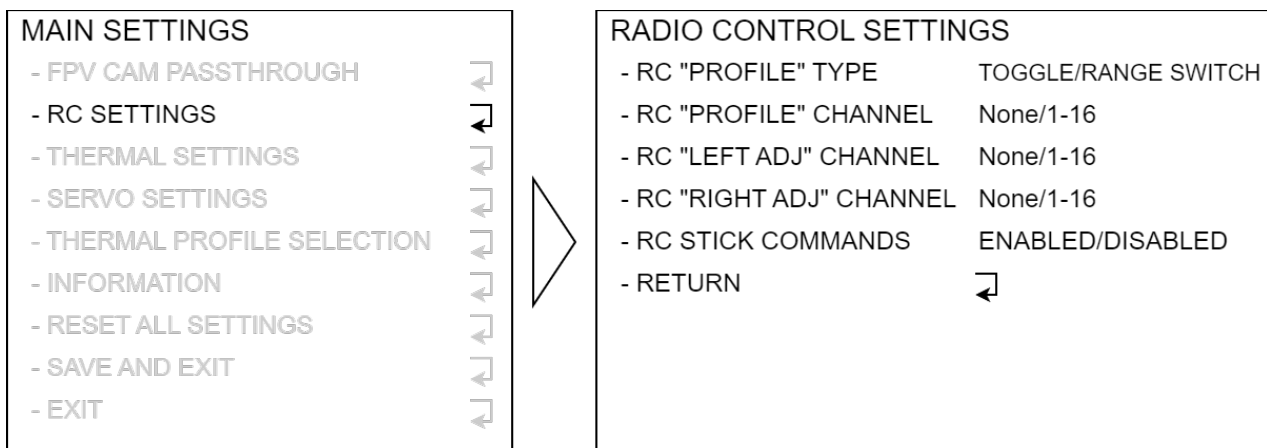 MAIN SETTINGS
- FPV CAM PASSTHROUGH
- RC SETTINGS
- THERMAL SETTINGS
- SERVO SETTINGS
- THERMAL PROFILE SELECTION
- INFORMATION
- RESET ALL SETTINGS
- SAVE AND EXIT
- EXIT
RADIO CONTROL SETTINGS
- RC "PROFILE" TYPE TOGGLE/RANGE SWITCH
- RC "PROFILE" CHANNEL None/1-16
- RC "LEFT ADJ" CHANNEL None/1-16
- RC "RIGHT ADJ" CHANNEL None/1-16
- RC STICK COMMANDS ENABLED/DISABLED
- RETURN